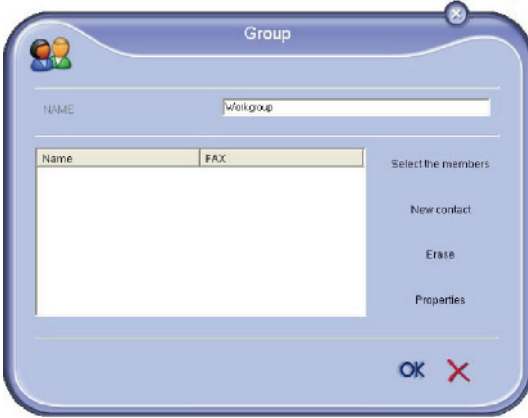 Group
NAME
Workgroup
Name FAX
Select the members
New contact
Erase
Properties
OK